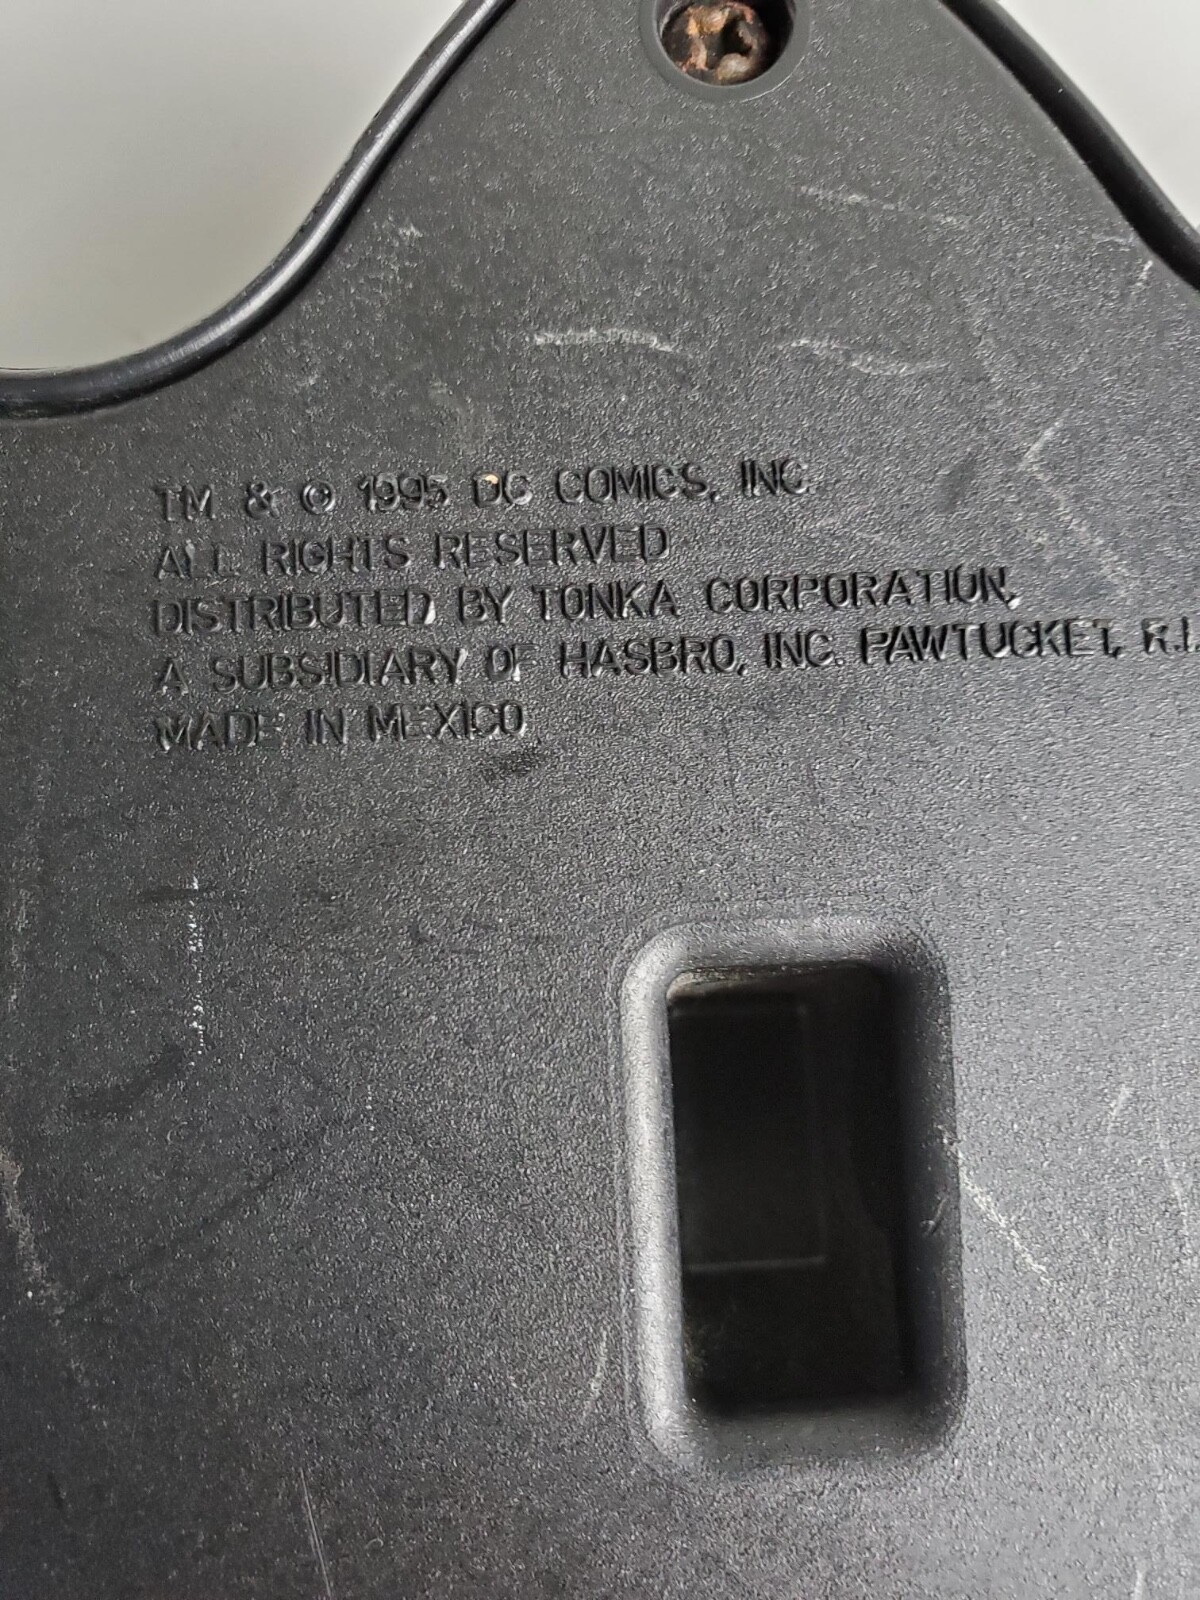 TM & © 1995 DC COMICS, INC.
ALL RIGHTS RESERVED
DISTRIBUTED BY TONKA CORPORATION,
A SUBSIDIARY OF HASBRO, INC. PAWTUCKET, R.I.
MADE IN MEXICO